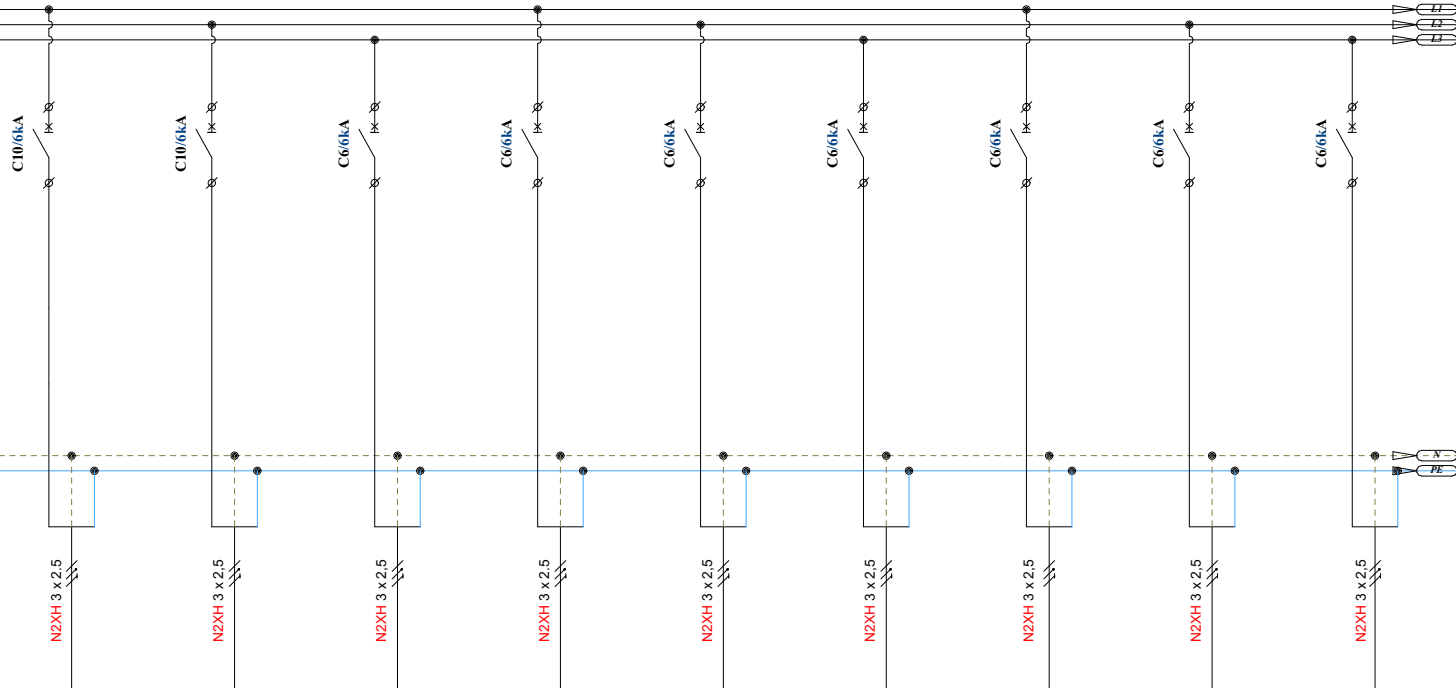 L1
L2
L3
C10/6kA
C10/6kA
C6/6kA
C6/6kA
C6/6kA
C6/6kA
C6/6kA
C6/6kA
C6/6kA
N
PE
N2XH 3 x 2.5
N2XH 3 x 2,5
N2XH 3 x 2,5
N2XH 3 x 2.5
N2XH 3 x 2,5
N2XH 3 x 2,5
N2XH 3 x 2,5
N2XH 3 x 2,5
N2XH 3 x 2,5